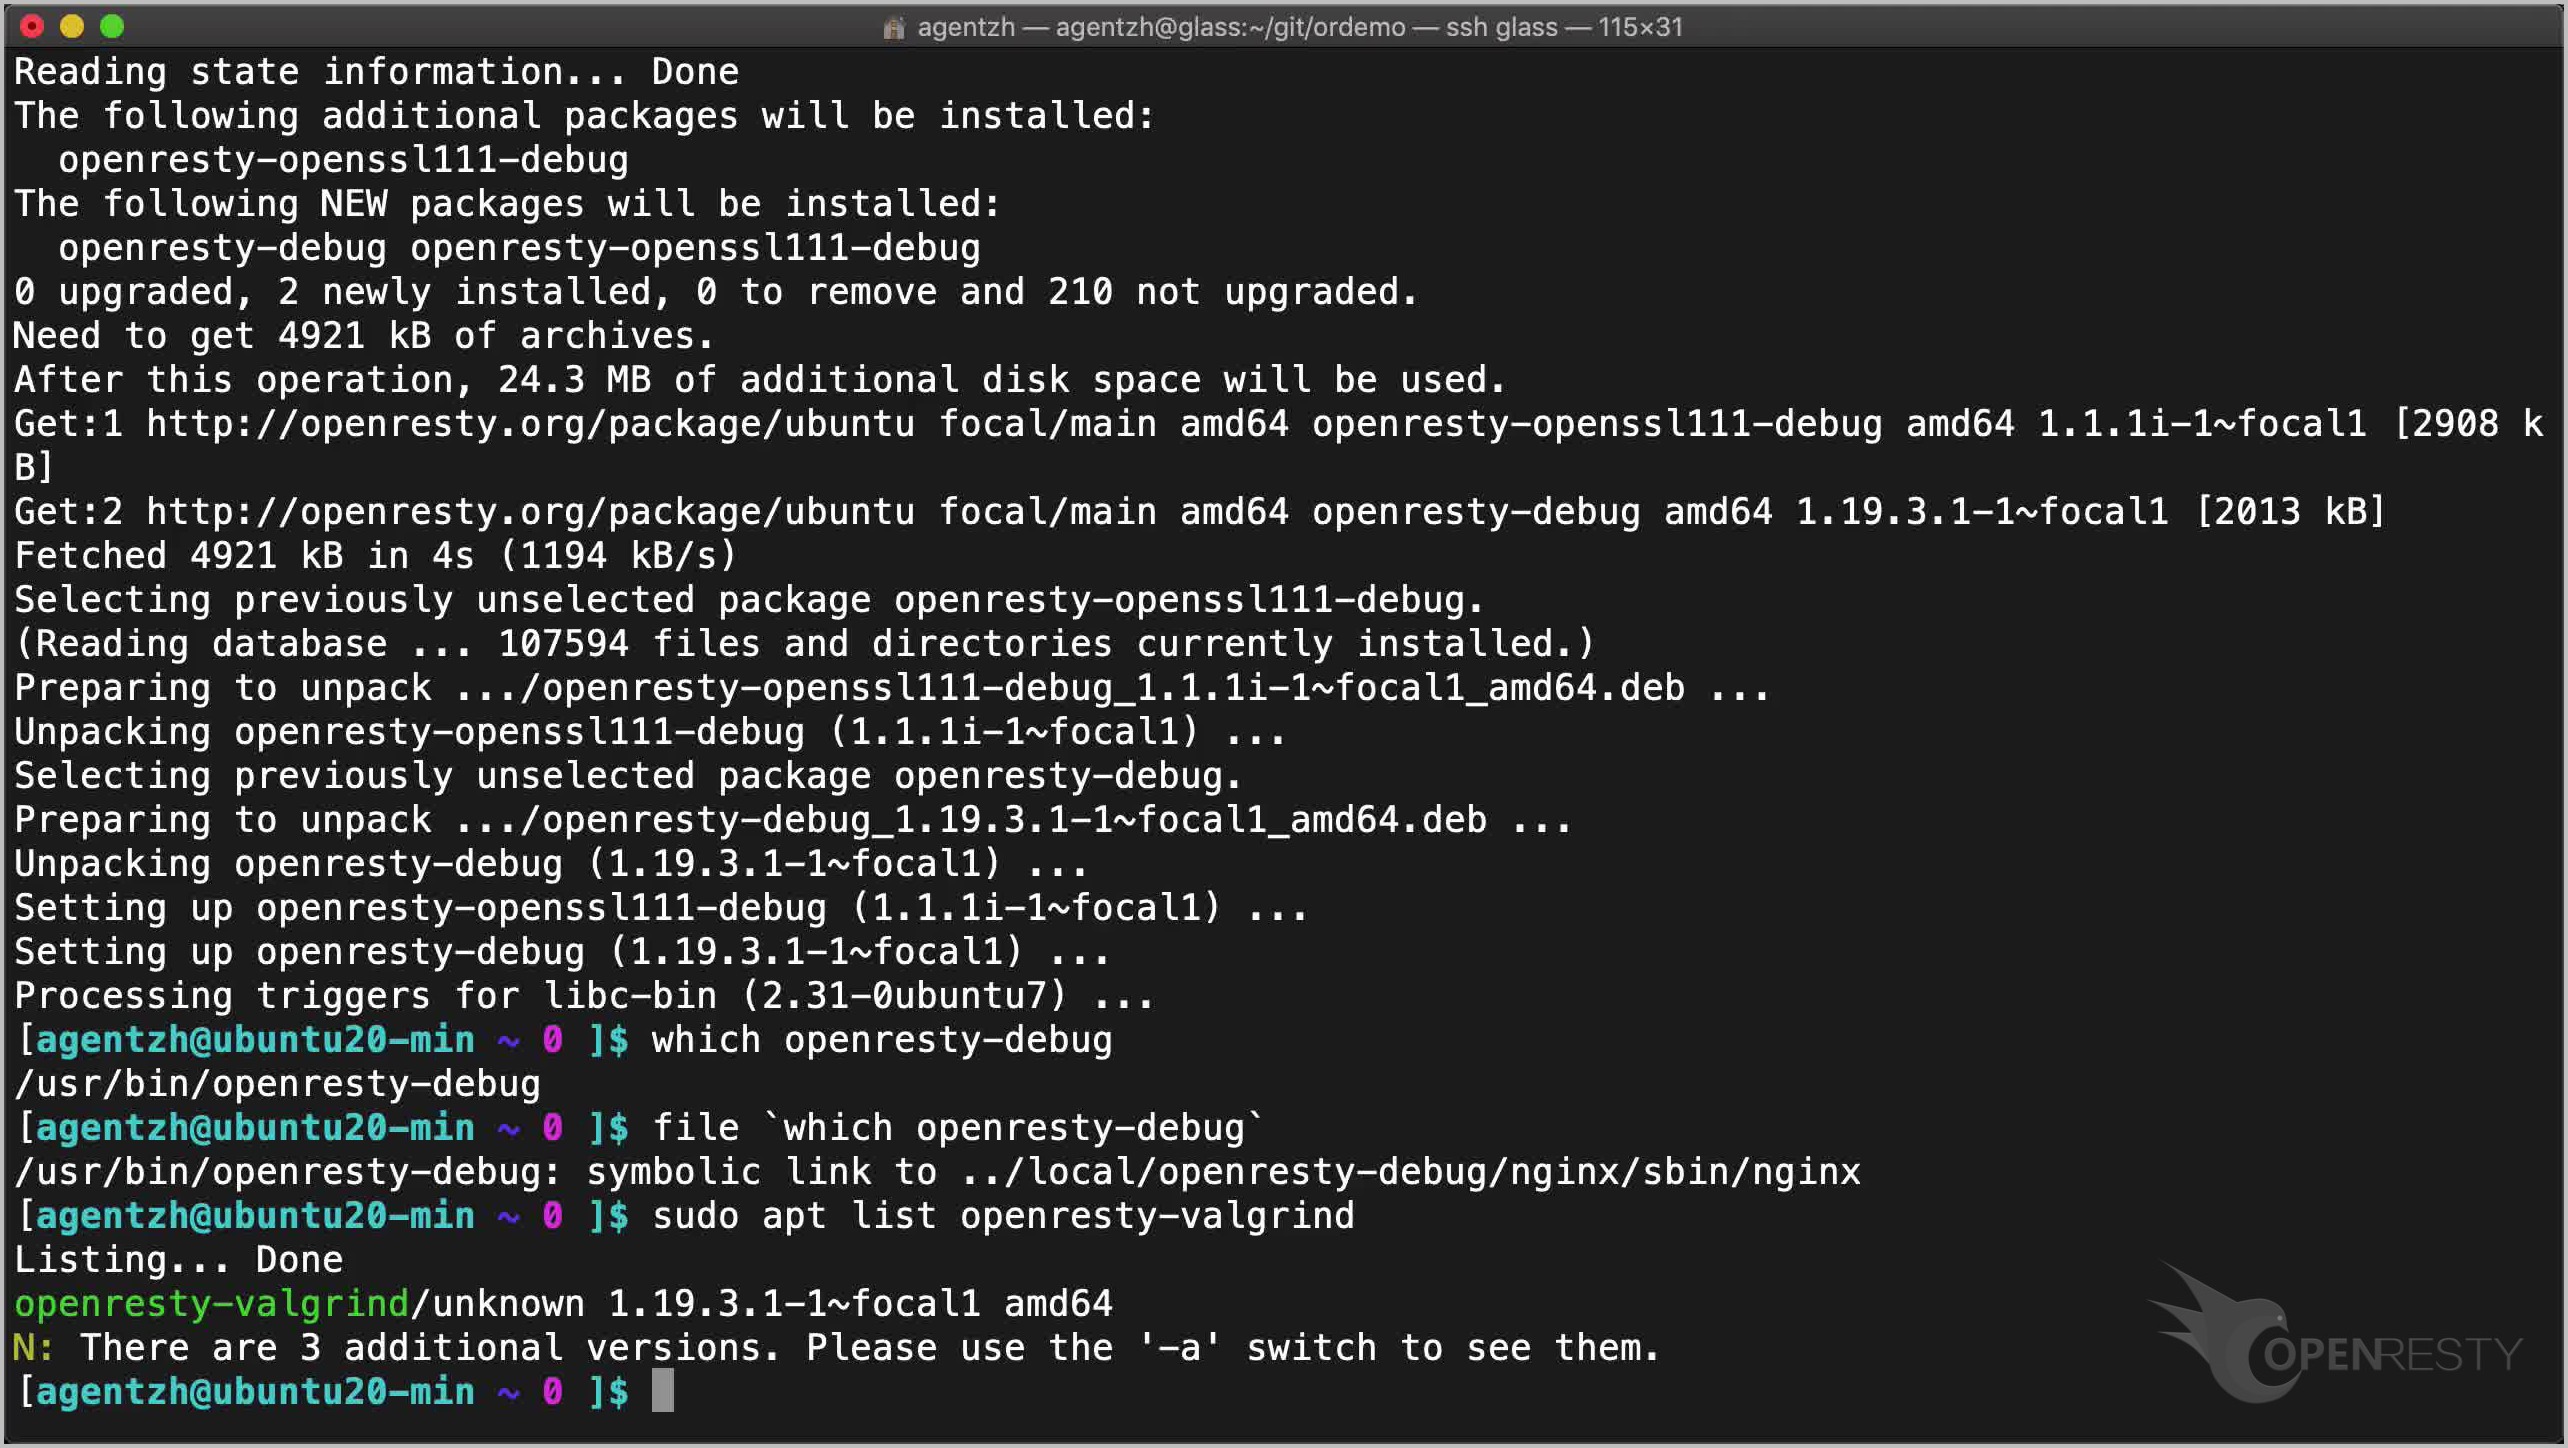 agentzh — agentzh@glass:~/git/ordemo — ssh glass — 115×31
Reading state information... Done
The following additional packages will be installed:
  openresty-openssl111-debug
The following NEW packages will be installed:
  openresty-debug openresty-openssl111-debug
0 upgraded, 2 newly installed, 0 to remove and 210 not upgraded.
Need to get 4921 kB of archives.
After this operation, 24.3 MB of additional disk space will be used.
Get:1 http://openresty.org/package/ubuntu focal/main amd64 openresty-openssl111-debug amd64 1.1.1i-1~focal1 [2908 k
B]
Get:2 http://openresty.org/package/ubuntu focal/main amd64 openresty-debug amd64 1.19.3.1-1~focal1 [2013 kB]
Fetched 4921 kB in 4s (1194 kB/s)
Selecting previously unselected package openresty-openssl111-debug.
(Reading database ... 107594 files and directories currently installed.)
Preparing to unpack .../openresty-openssl111-debug_1.1.1i-1~focal1_amd64.deb ...
Unpacking openresty-openssl111-debug (1.1.1i-1~focal1) ...
Selecting previously unselected package openresty-debug.
Preparing to unpack .../openresty-debug_1.19.3.1-1~focal1_amd64.deb ...
Unpacking openresty-debug (1.19.3.1-1~focal1) ...
Setting up openresty-openssl111-debug (1.1.1i-1~focal1) ...
Setting up openresty-debug (1.19.3.1-1~focal1) ...
Processing triggers for libc-bin (2.31-0ubuntu7) ...
[agentzh@ubuntu20-min ~ 0 ]$ which openresty-debug
/usr/bin/openresty-debug
[agentzh@ubuntu20-min ~ 0 ]$ file `which openresty-debug`
/usr/bin/openresty-debug: symbolic link to ../local/openresty-debug/nginx/sbin/nginx
[agentzh@ubuntu20-min ~ 0 ]$ sudo apt list openresty-valgrind
Listing... Done
openresty-valgrind/unknown 1.19.3.1-1~focal1 amd64
N: There are 3 additional versions. Please use the '-a' switch to see them.
[agentzh@ubuntu20-min ~ 0 ]$
OPENRESTY